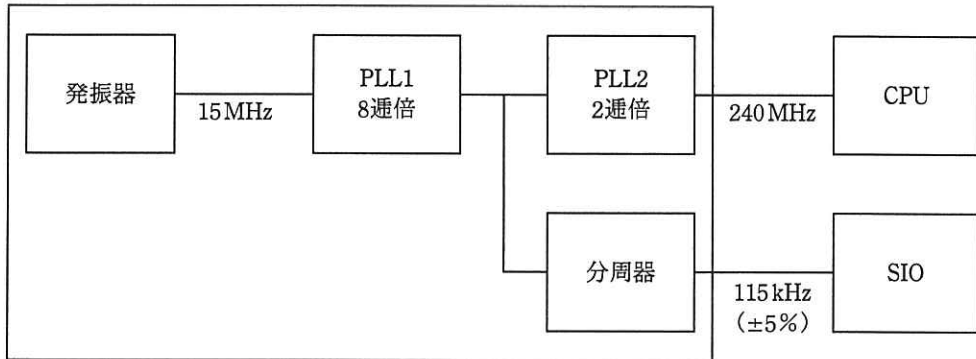 発振器
15MHz
PLL1
8逓倍
PLL2
2逓倍
240MHz
CPU
分周器
115kHz
(±5%)
SIO